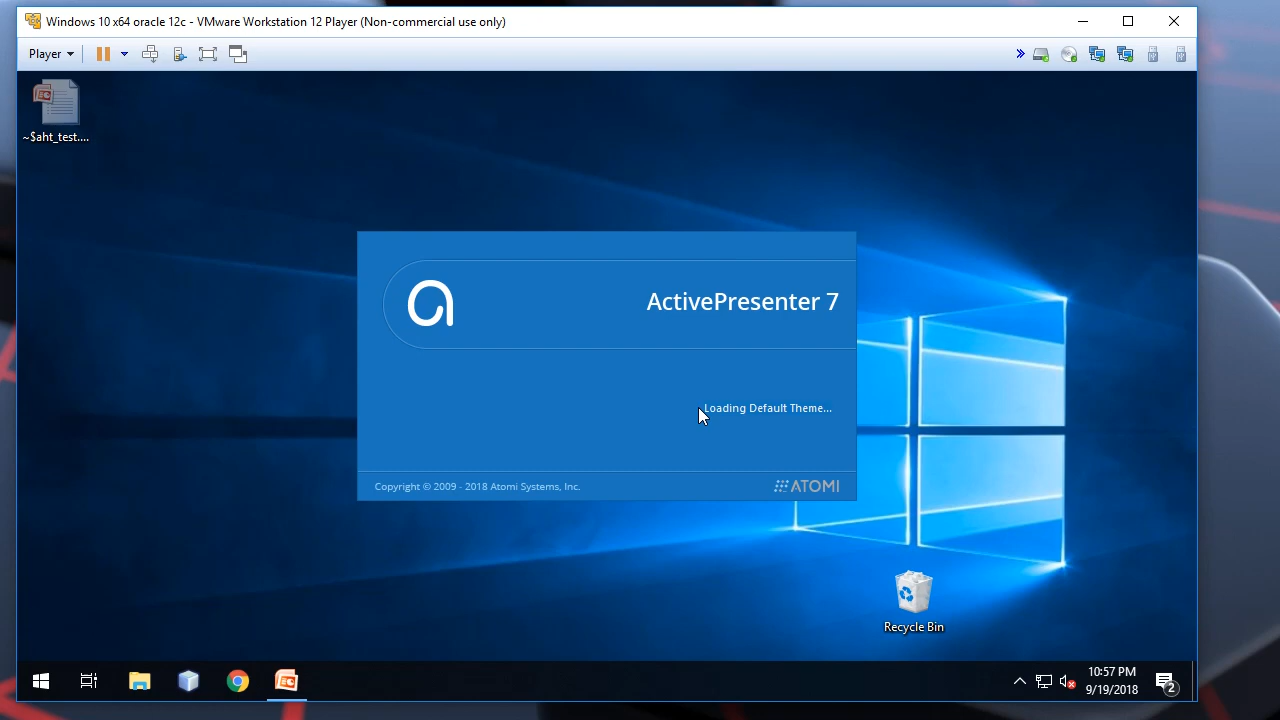 Windows 10 x64 oracle 12c - VMware Workstation 12 Player (Non-commercial use only)
Player
~$aht_test....
ActivePresenter 7
Loading Default Theme...
Copyright © 2009 - 2018 Atomi Systems, Inc.
ATOMI
Recycle Bin
10:57 PM
9/19/2018
2